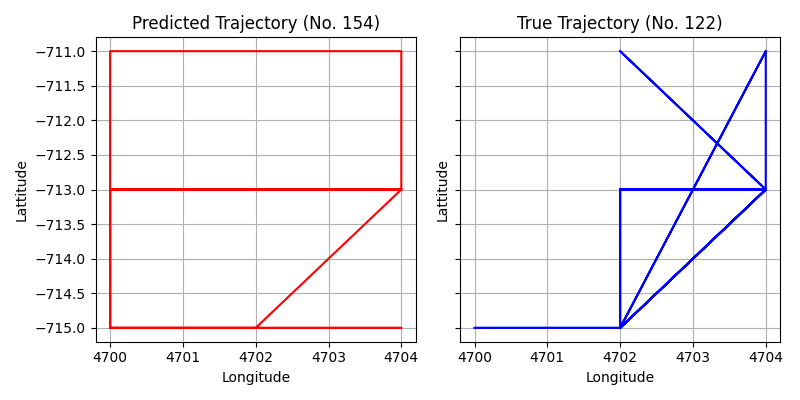 Predicted Trajectory (No. 154)
True Trajectory (No. 122)
−711.0
−711.5
−712.0
−712.5
−713.0
−713.5
−714.0
−714.5
−715.0
Lattitude
Lattitude
4700 4701 4702 4703 4704
4700 4701 4702 4703 4704
Longitude
Longitude